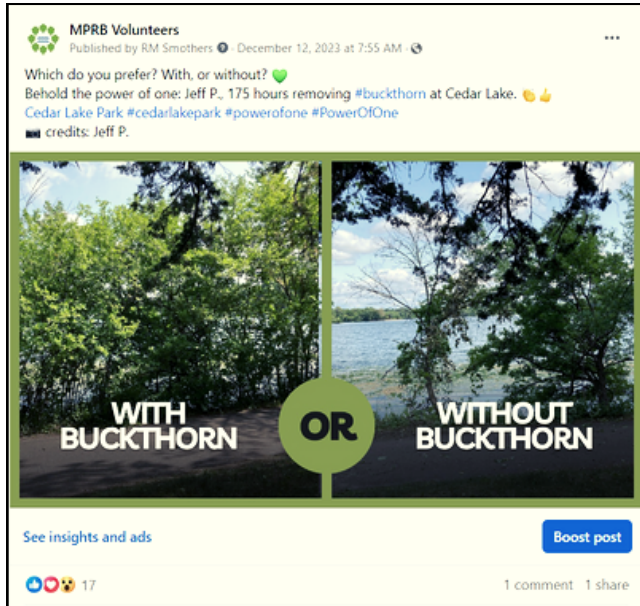 MPRB Volunteers
Published by RM Smothers · December 12, 2023 at 7:55 AM ·
Which do you prefer? With, or without? 💚
Behold the power of one: Jeff P., 175 hours removing #buckthorn at Cedar Lake. 👏👍
Cedar Lake Park #cedarlakepark #powerofone #PowerOfOne
📷 credits: Jeff P.
WITH
BUCKTHORN
OR
WITHOUT
BUCKTHORN
See insights and ads
Boost post
17
1 comment 1 share